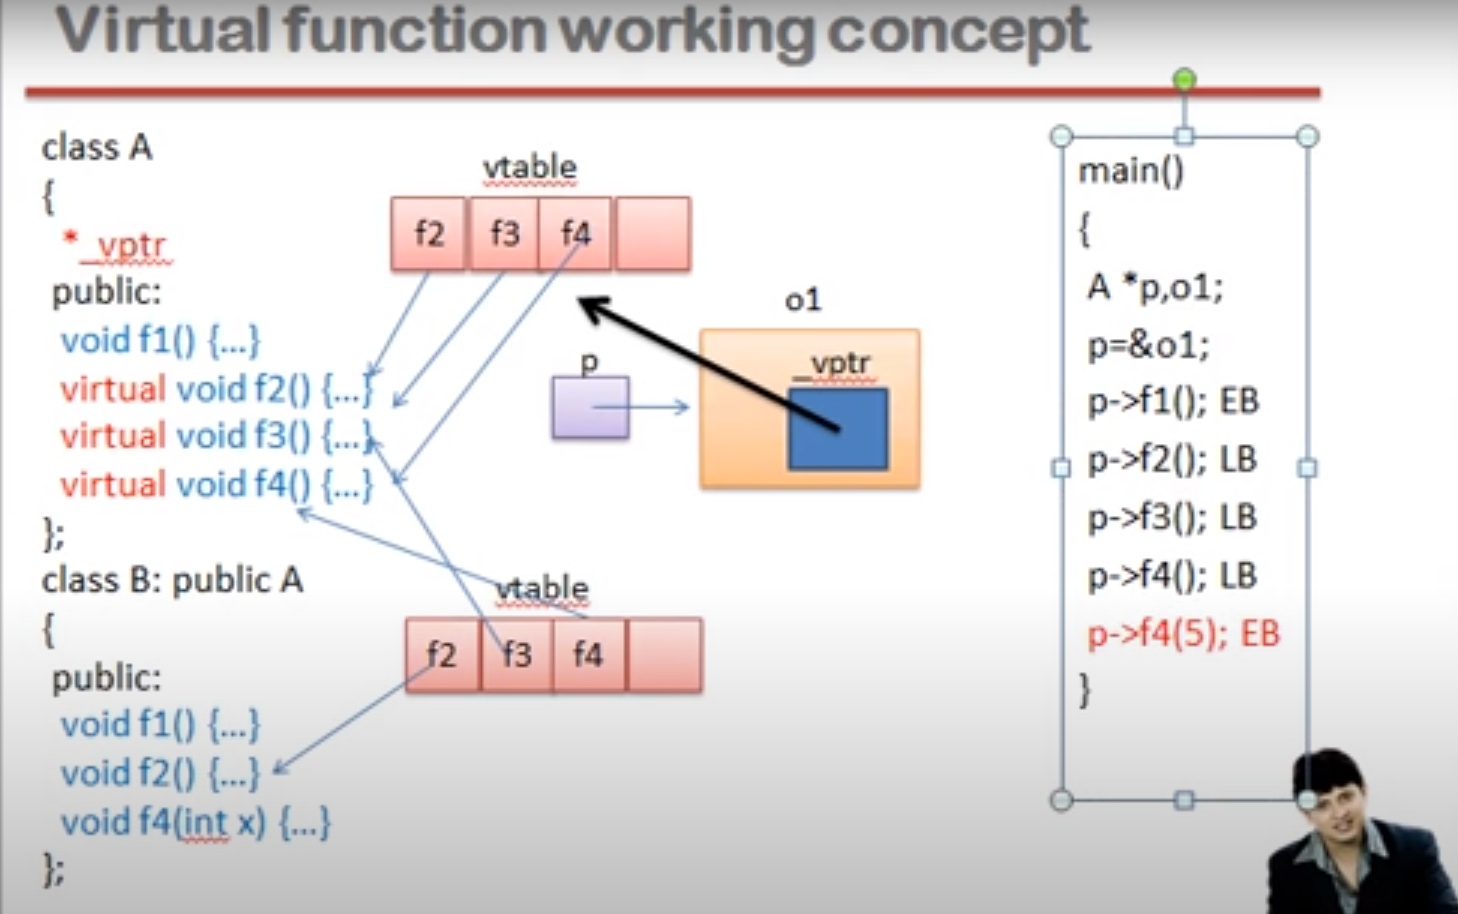 Virtual function working concept
class A
{
*_vptr
public:
void f1() {...}
virtual void f2() {...}
virtual void f3() {...}
virtual void f4() {...}
};
class B: public A
{
public:
void f1() {...}
void f2() {...}
void f4(int x) {...}
};
vtable
f2 f3 f4
o1
p
_vptr
vtable
f2 f3 f4
main()
{
A *p,o1;
p=&o1;
p->f1(); EB
p->f2(); LB
p->f3(); LB
p->f4(); LB
p->f4(5); EB
}